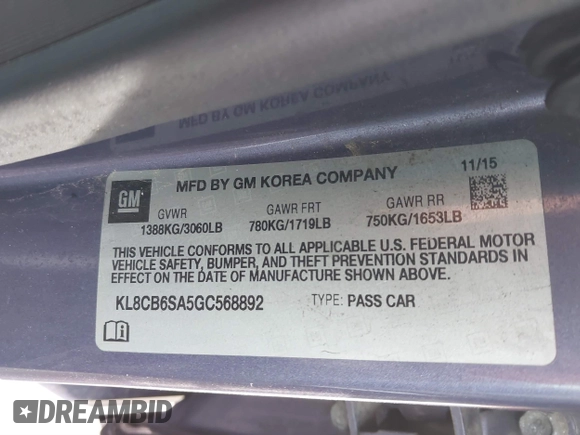 GM
MFD BY GM KOREA COMPANY
11/15
GVWR
GAWR FRT
GAWR RR
1388KG/3060LB
780KG/1719LB
750KG/1653LB
THIS VEHICLE CONFORMS TO ALL APPLICABLE U.S. FEDERAL MOTOR
VEHICLE SAFETY, BUMPER, AND THEFT PREVENTION STANDARDS
IN EFFECT ON THE DATE OF MANUFACTURE SHOWN ABOVE.
KL8CB6SA5GC568892
TYPE: PASS CAR
i
DREAMBID